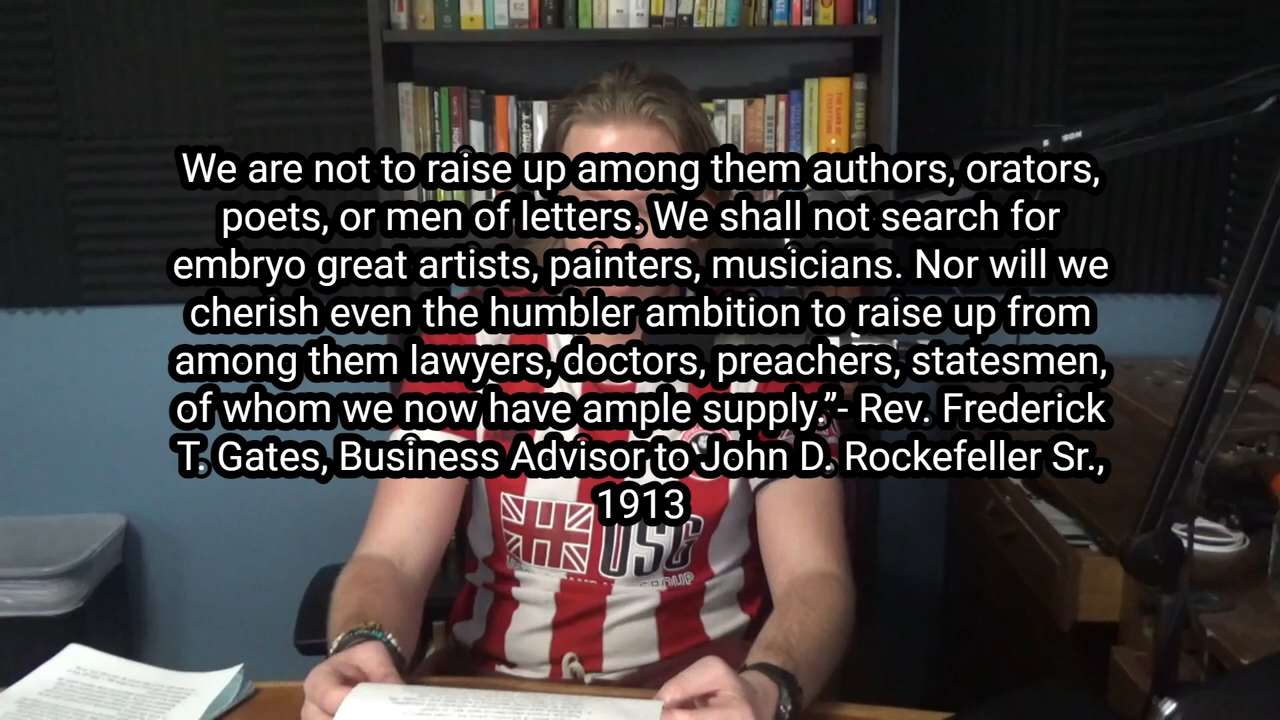 We are not to raise up among them authors, orators,
poets, or men of letters. We shall not search for
embryo great artists, painters, musicians. Nor will we
cherish even the humbler ambition to raise up from
among them lawyers, doctors, preachers, statesmen,
of whom we now have ample supply.”- Rev. Frederick
T. Gates, Business Advisor to John D. Rockefeller Sr.,
1913
USG